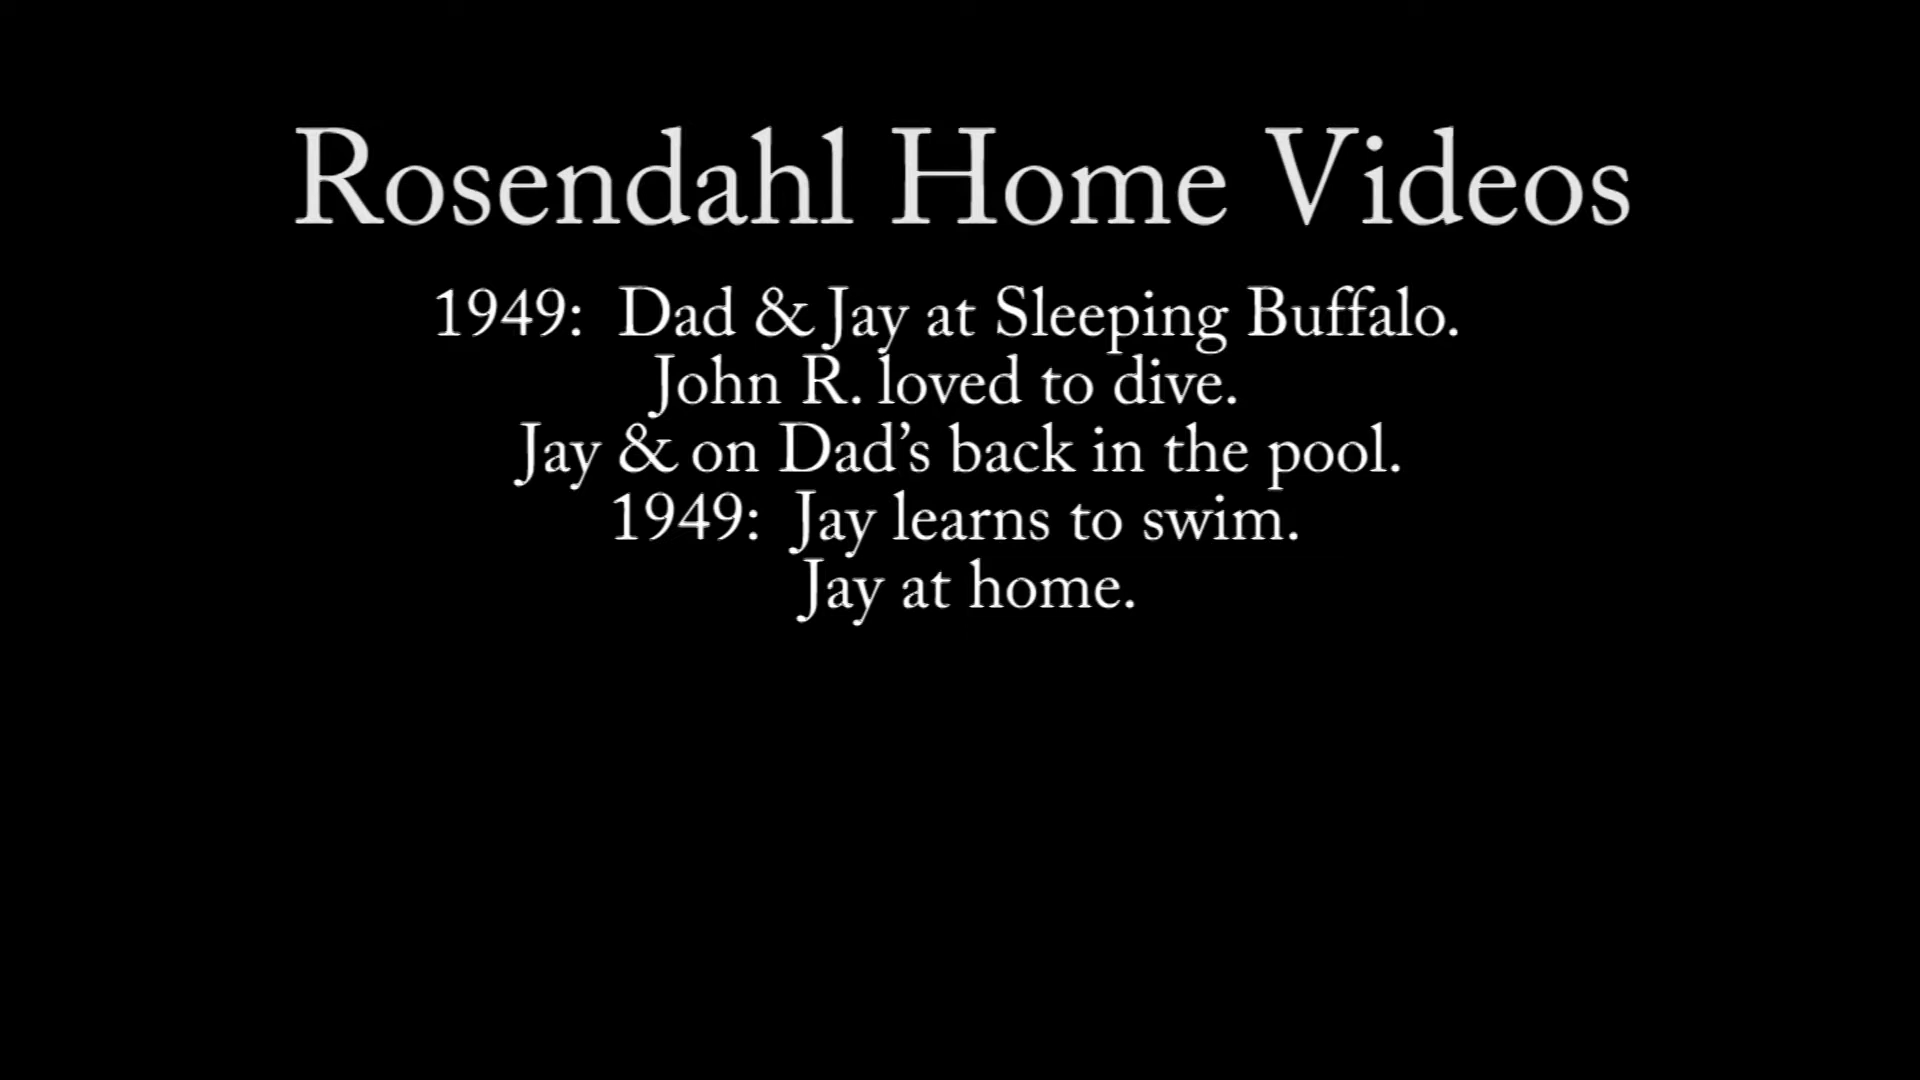 Rosendahl Home Videos
1949:  Dad & Jay at Sleeping Buffalo.
John R. loved to dive.
Jay & on Dad’s back in the pool.
1949:  Jay learns to swim.
Jay at home.